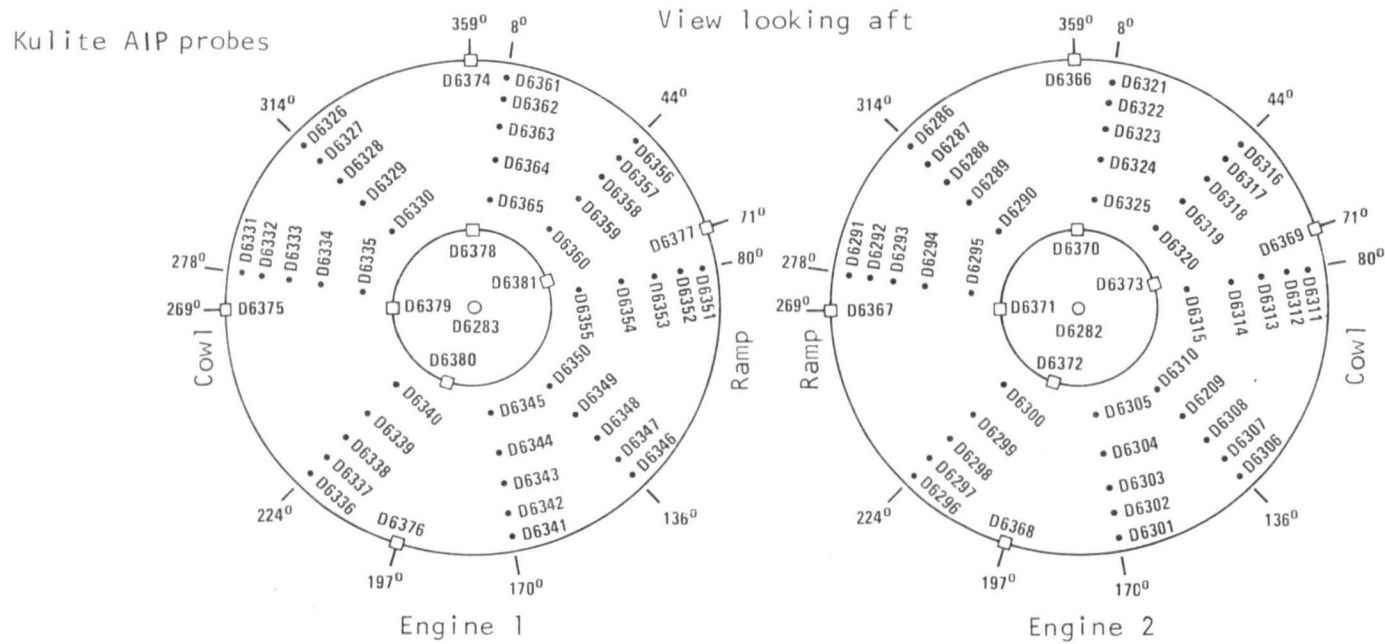 Kulite AIP probes
View looking aft
359⁰
8⁰
44⁰
71⁰
80⁰
136⁰
170⁰
197⁰
224⁰
269⁰
278⁰
314⁰
D6374
D6361
D6362
D6363
D6364
D6365
D6356
D6357
D6358
D6359
D6360
D6377
D6351
D6352
D6353
D6354
D6355
D6346
D6347
D6348
D6349
D6350
D6341
D6342
D6343
D6344
D6345
D6376
D6336
D6337
D6338
D6339
D6340
D6375
D6331
D6332
D6333
D6334
D6335
D6326
D6327
D6328
D6329
D6330
D6378
D6381
D6379
D6283
D6380
Cowl
Ramp
Engine 1
359⁰
8⁰
44⁰
71⁰
80⁰
136⁰
170⁰
197⁰
224⁰
269⁰
278⁰
314⁰
D6366
D6321
D6322
D6323
D6324
D6325
D6316
D6317
D6318
D6319
D6320
D6369
D6311
D6312
D6313
D6314
D6315
D6306
D6307
D6308
D6209
D6310
D6301
D6302
D6303
D6304
D6305
D6368
D6296
D6297
D6298
D6299
D6300
D6367
D6291
D6292
D6293
D6294
D6295
D6286
D6287
D6288
D6289
D6290
D6370
D6373
D6371
D6282
D6372
Ramp
Cowl
Engine 2